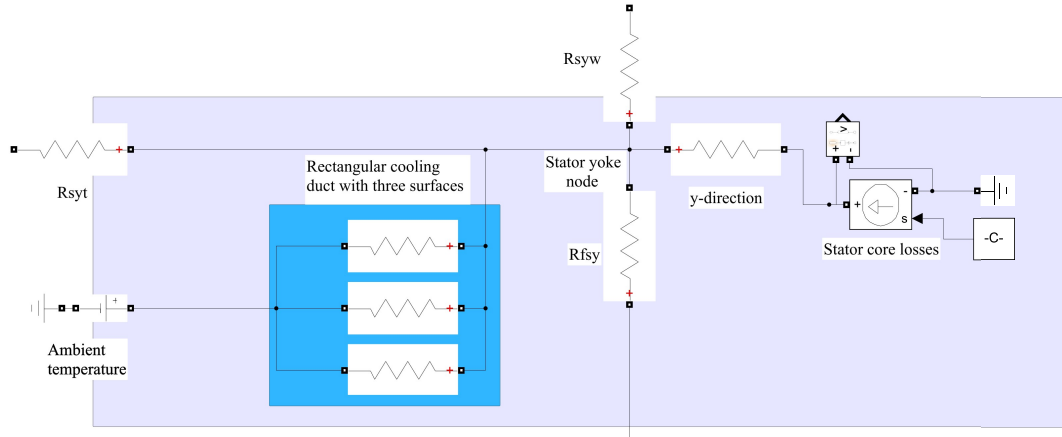 Rsyw
Rsyt
Rectangular cooling
duct with three surfaces
Stator yoke
node
y-direction
V
+ -
+
-
s
-C-
Stator core losses
Rfsy
Ambient
temperature